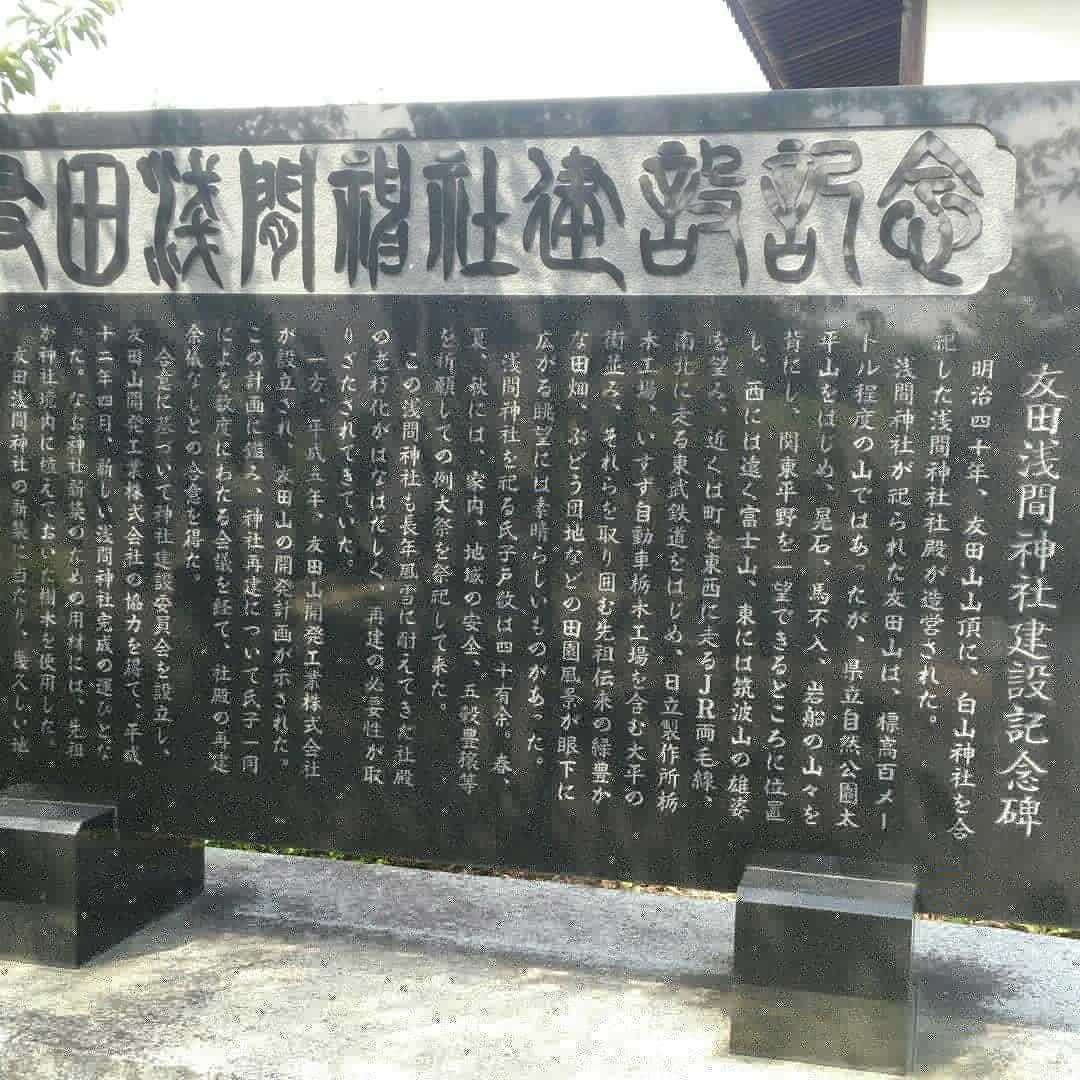 友田淺間神社建設記念
友田浅間神社建設記念碑
明治四十年、友田山山頂に、白山神社を合
祀した浅間神社社殿が造営された。
浅間神社が祀られた友田山は、標高百メー
トル程度の山ではあったが、県立自然公園太
平山をはじめ、晃石、馬不入、岩船の山々を
背にし、関東平野を一望できるところに位置
し、西には遠く富士山、東には筑波山の雄姿
を望み、近くは町を東西に走るJR両毛線、
南北に走る東武鉄道をはじめ、日立製作所栃
木工場、いすゞ自動車栃木工場を含む大平の
街並み、それらを取り囲む先祖伝来の緑豊か
な田畑、ぶどう団地などの田園風景が眼下に
広がる眺望には素晴らしいものがあった。
浅間神社を祀る氏子戸数は四十有余。春、
夏、秋には、家内、地域の安全、五穀豊穣等
を祈願しての例大祭を祭祀して来た。
この浅間神社も長年風雪に耐えてきた社殿
の老朽化がはなはだしく、再建の必要性が取
りざたされてきていた。
一方、平成五年、友田山開発工業株式会社
が設立され、友田山の開発計画が示された。
この計画に鑑み、神社再建について氏子一同
による数度にわたる会議を経て、社殿の再建
余儀なしとの合意を得た。
合意に基づいて神社建設委員会を設立し、
友田山開発工業株式会社の協力を得て、平成
十二年四月、新しい浅間神社完成の運びとな
った。なお神社新築のための用材には、先祖
が神社境内に植えておいた樹木を使用した。
友田浅間神社の新築に当たり、幾久しい地